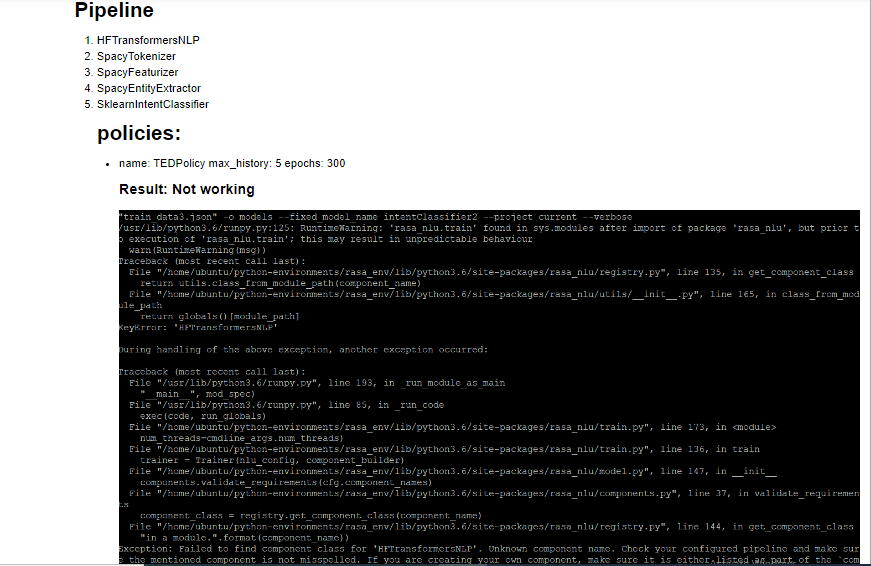 Pipeline
1. HFTransformersNLP
2. SpacyTokenizer
3. SpacyFeaturizer
4. SpacyEntityExtractor
5. SklearnIntentClassifier
policies:
• name: TEDPolicy max_history: 5 epochs: 300
Result: Not working
"train_data3.json" -o models --fixed_model_name intentClassifier2 --project current --verbose
/usr/lib/python3.6/runpy.py:125: RuntimeWarning: 'rasa_nlu.train' found in sys.modules after import of package 'rasa_nlu', but prior t
o execution of 'rasa_nlu.train'; this may result in unpredictable behaviour
warn(RuntimeWarning(msg))
Traceback (most recent call last):
File "/home/ubuntu/python-environments/rasa_env/lib/python3.6/site-packages/rasa_nlu/registry.py", line 135, in get_component_class
return utils.class_from_module_path(component_name)
File "/home/ubuntu/python-environments/rasa_env/lib/python3.6/site-packages/rasa_nlu/utils/__init__.py", line 165, in class_from_mod
ule_path
return globals()[module_path]
KeyError: 'HFTransformersNLP'
During handling of the above exception, another exception occurred:
Traceback (most recent call last):
File "/usr/lib/python3.6/runpy.py", line 193, in _run_module_as_main
"__main__", mod_spec)
File "/usr/lib/python3.6/runpy.py", line 85, in _run_code
exec(code, run_globals)
File "/home/ubuntu/python-environments/rasa_env/lib/python3.6/site-packages/rasa_nlu/train.py", line 173, in <module>
num_threads=cmdline_args.num_threads)
File "/home/ubuntu/python-environments/rasa_env/lib/python3.6/site-packages/rasa_nlu/train.py", line 136, in train
trainer = Trainer(nlu_config, component_builder)
File "/home/ubuntu/python-environments/rasa_env/lib/python3.6/site-packages/rasa_nlu/model.py", line 147, in __init__
components.validate_requirements(cfg.component_names)
File "/home/ubuntu/python-environments/rasa_env/lib/python3.6/site-packages/rasa_nlu/components.py", line 37, in validate_requiremen
ts
component_class = registry.get_component_class(component_name)
File "/home/ubuntu/python-environments/rasa_env/lib/python3.6/site-packages/rasa_nlu/registry.py", line 144, in get_component_class
"in a module.".format(component_name))
Exception: Failed to find component class for 'HFTransformersNLP'. Unknown component name. Check your configured pipeline and make sur
e the mentioned component is not misspelled. If you are creating your own component, make sure it is either listed as part of the `com